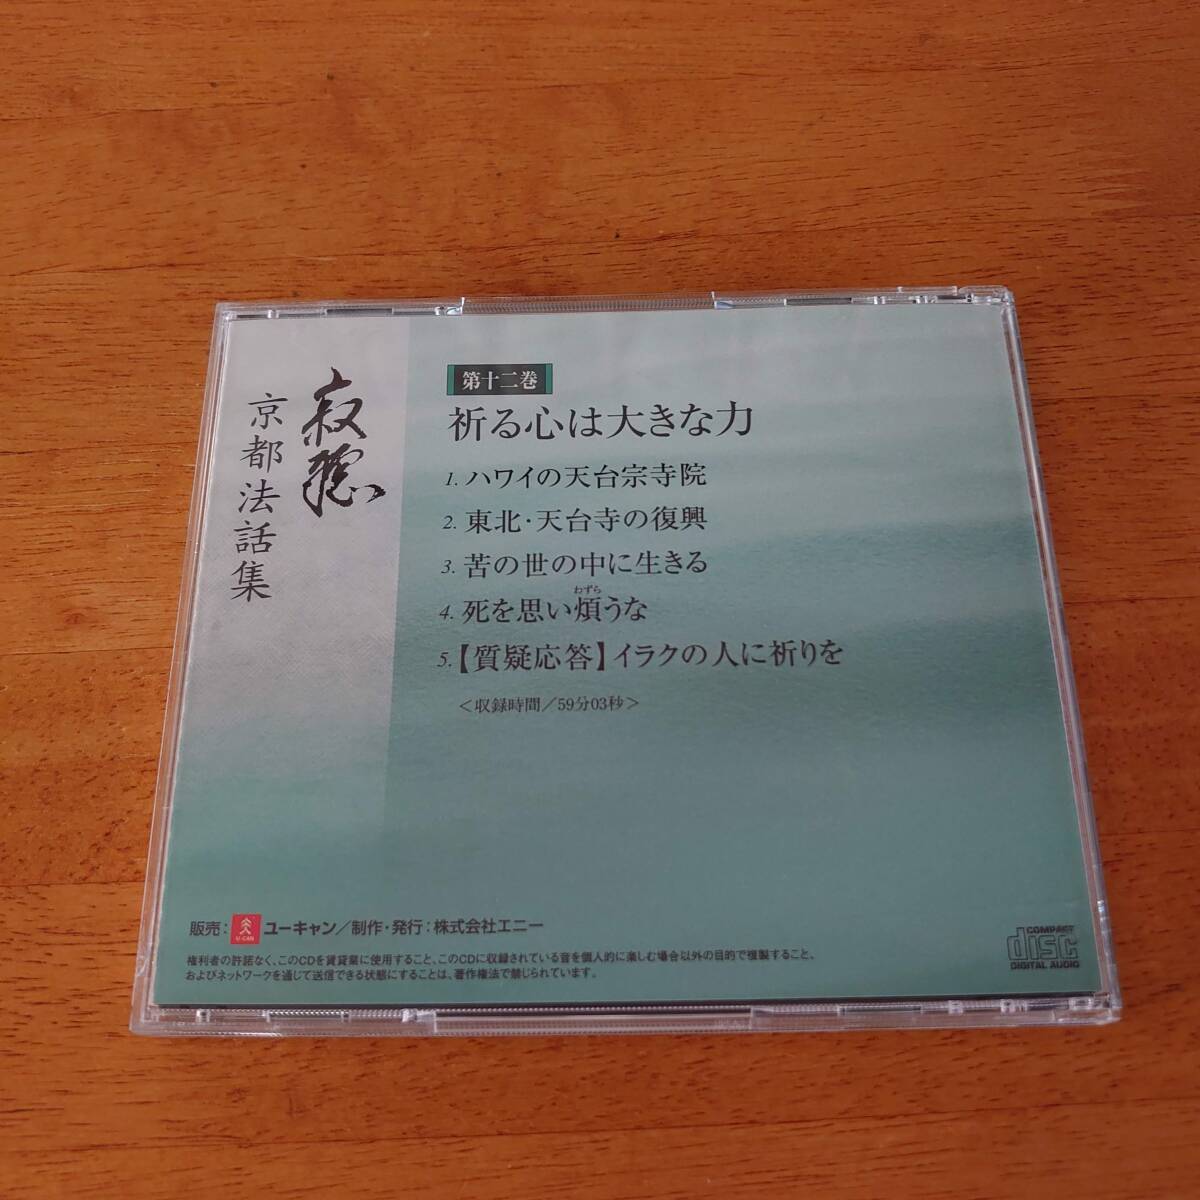 寂聴
京都法話集
第十二巻
祈る心は大きな力
1. ハワイの天台宗寺院
2. 東北・天台寺の復興
3. 苦の世の中に生きる
4. 死を思い煩うな
わずら
5.【質疑応答】イラクの人に祈りを
＜収録時間／59分03秒＞
販売：U-CAN ユーキャン／制作・発行：株式会社エニー
権利者の許諾なく、このCDを賃貸業に使用すること、このCDに収録されている音を個人的に楽しむ場合以外の目的で複製すること、
およびネットワークを通じて送信できる状態にすることは、著作権法で禁じられています。
COMPACT
disc
DIGITAL AUDIO